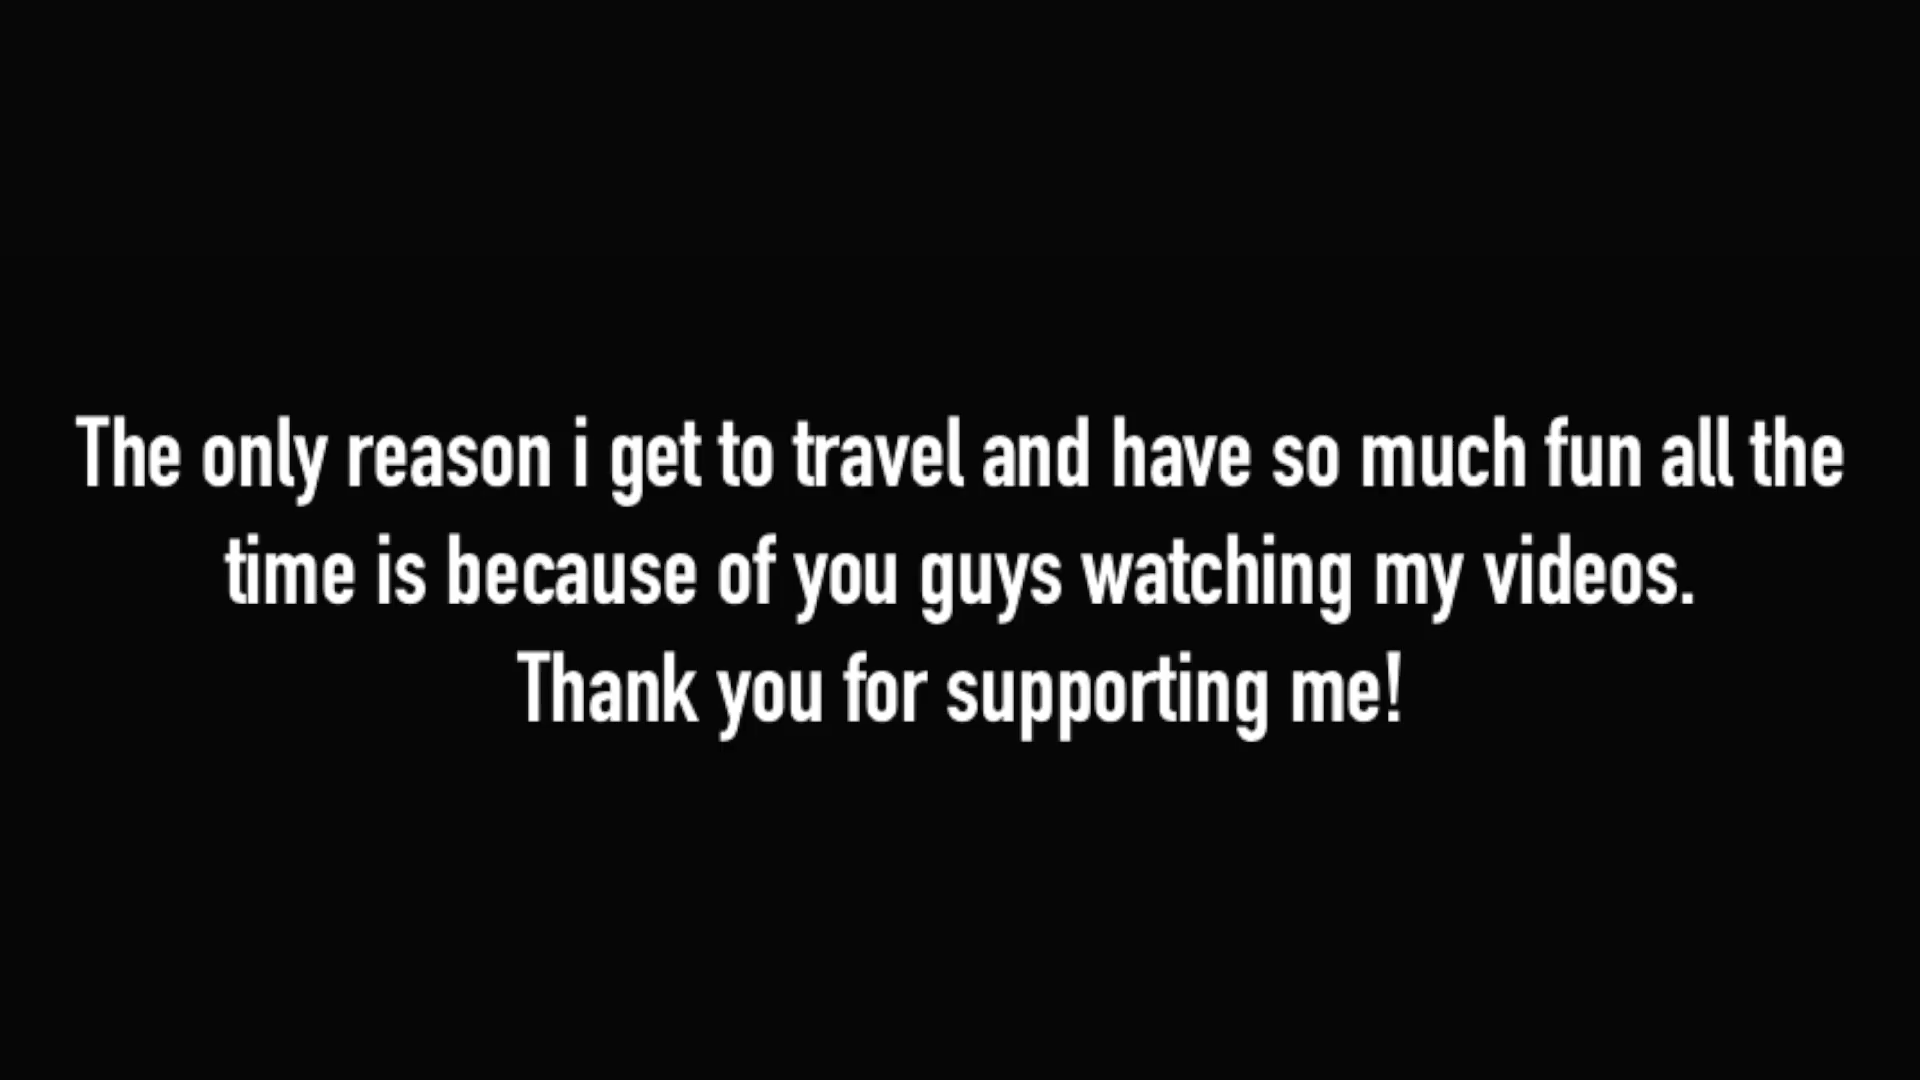 The only reason i get to travel and have so much fun all the
time is because of you guys watching my videos.
Thank you for supporting me!